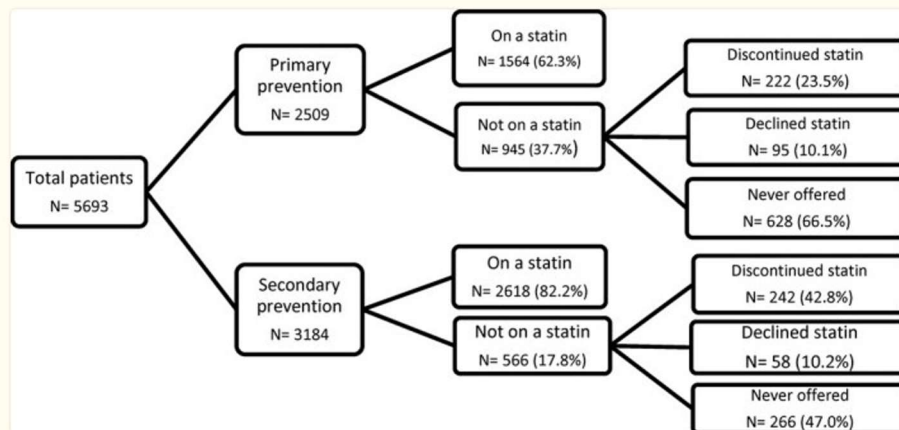 Total patients
N= 5693
Primary
prevention
N= 2509
On a statin
N= 1564 (62.3%)
Not on a statin
N= 945 (37.7%)
Discontinued statin
N= 222 (23.5%)
Declined statin
N= 95 (10.1%)
Never offered
N= 628 (66.5%)
Secondary
prevention
N= 3184
On a statin
N= 2618 (82.2%)
Not on a statin
N= 566 (17.8%)
Discontinued statin
N= 242 (42.8%)
Declined statin
N= 58 (10.2%)
Never offered
N= 266 (47.0%)